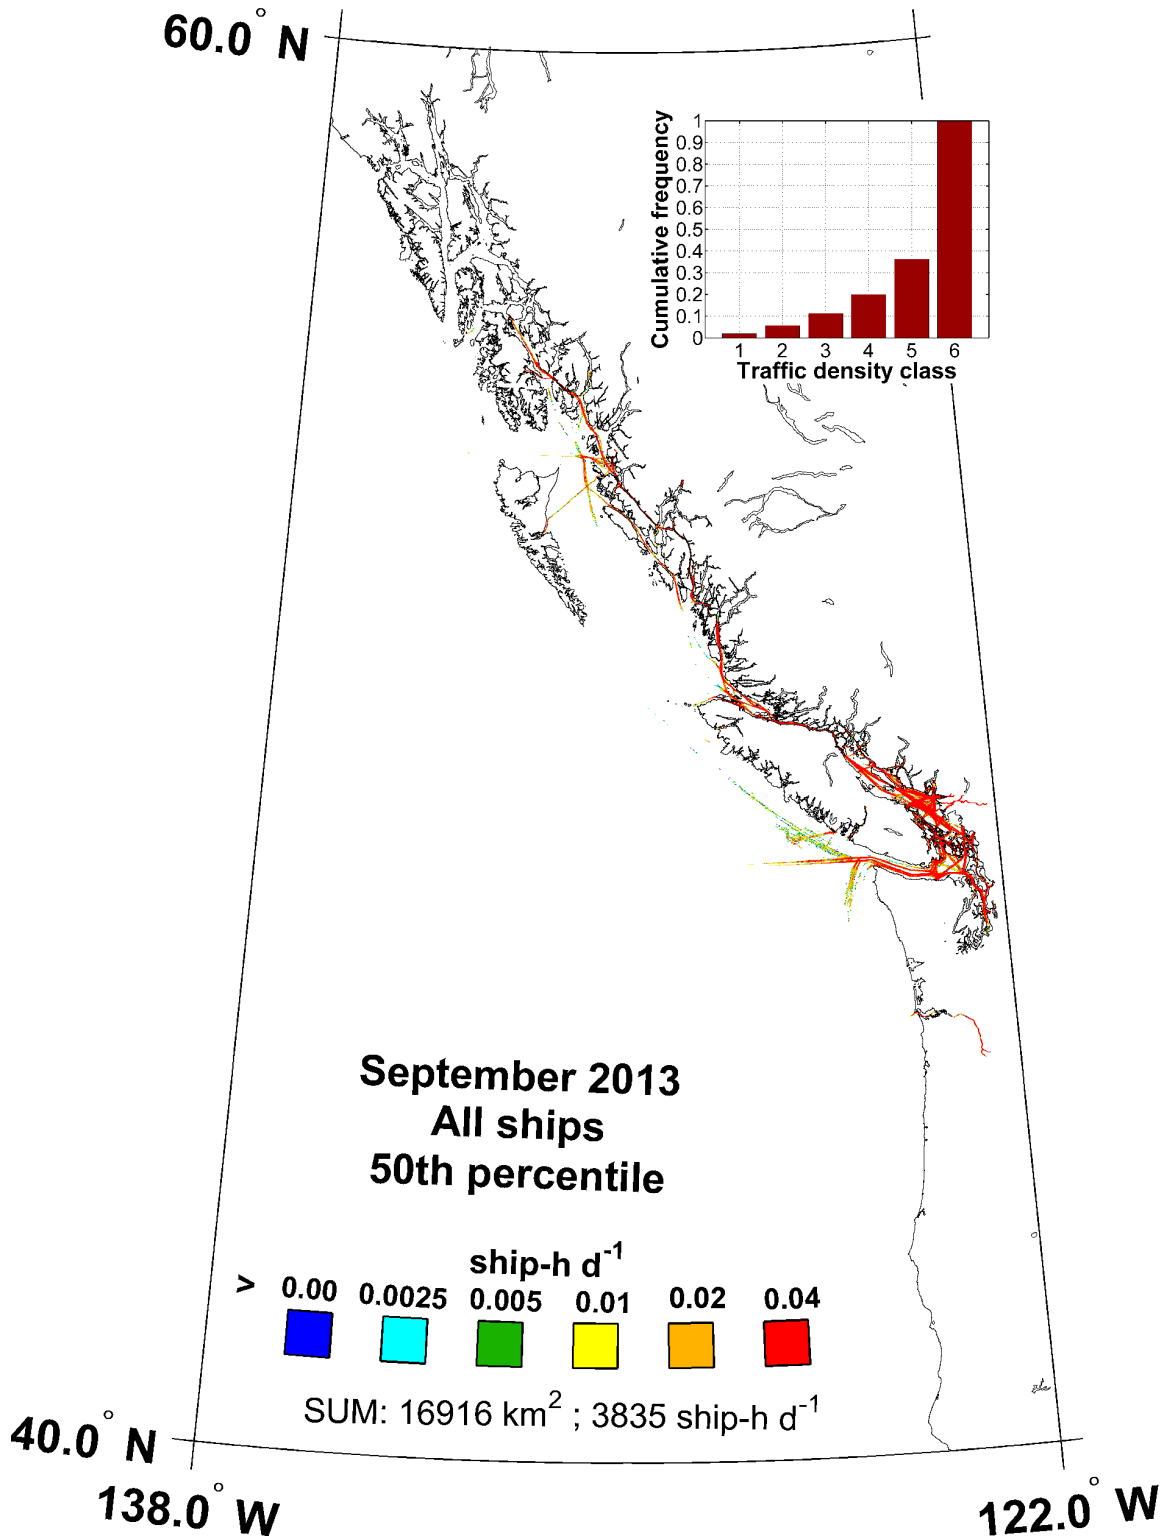 60.0° N
Cumulative frequency
1
0.9
0.8
0.7
0.6
0.5
0.4
0.3
0.2
0.1
0
1 2 3 4 5 6
Traffic density class
September 2013
All ships
50th percentile
ship-h d⁻¹
> 0.00 0.0025 0.005 0.01 0.02 0.04
SUM: 16916 km² ; 3835 ship-h d⁻¹
40.0° N
138.0° W
122.0° W